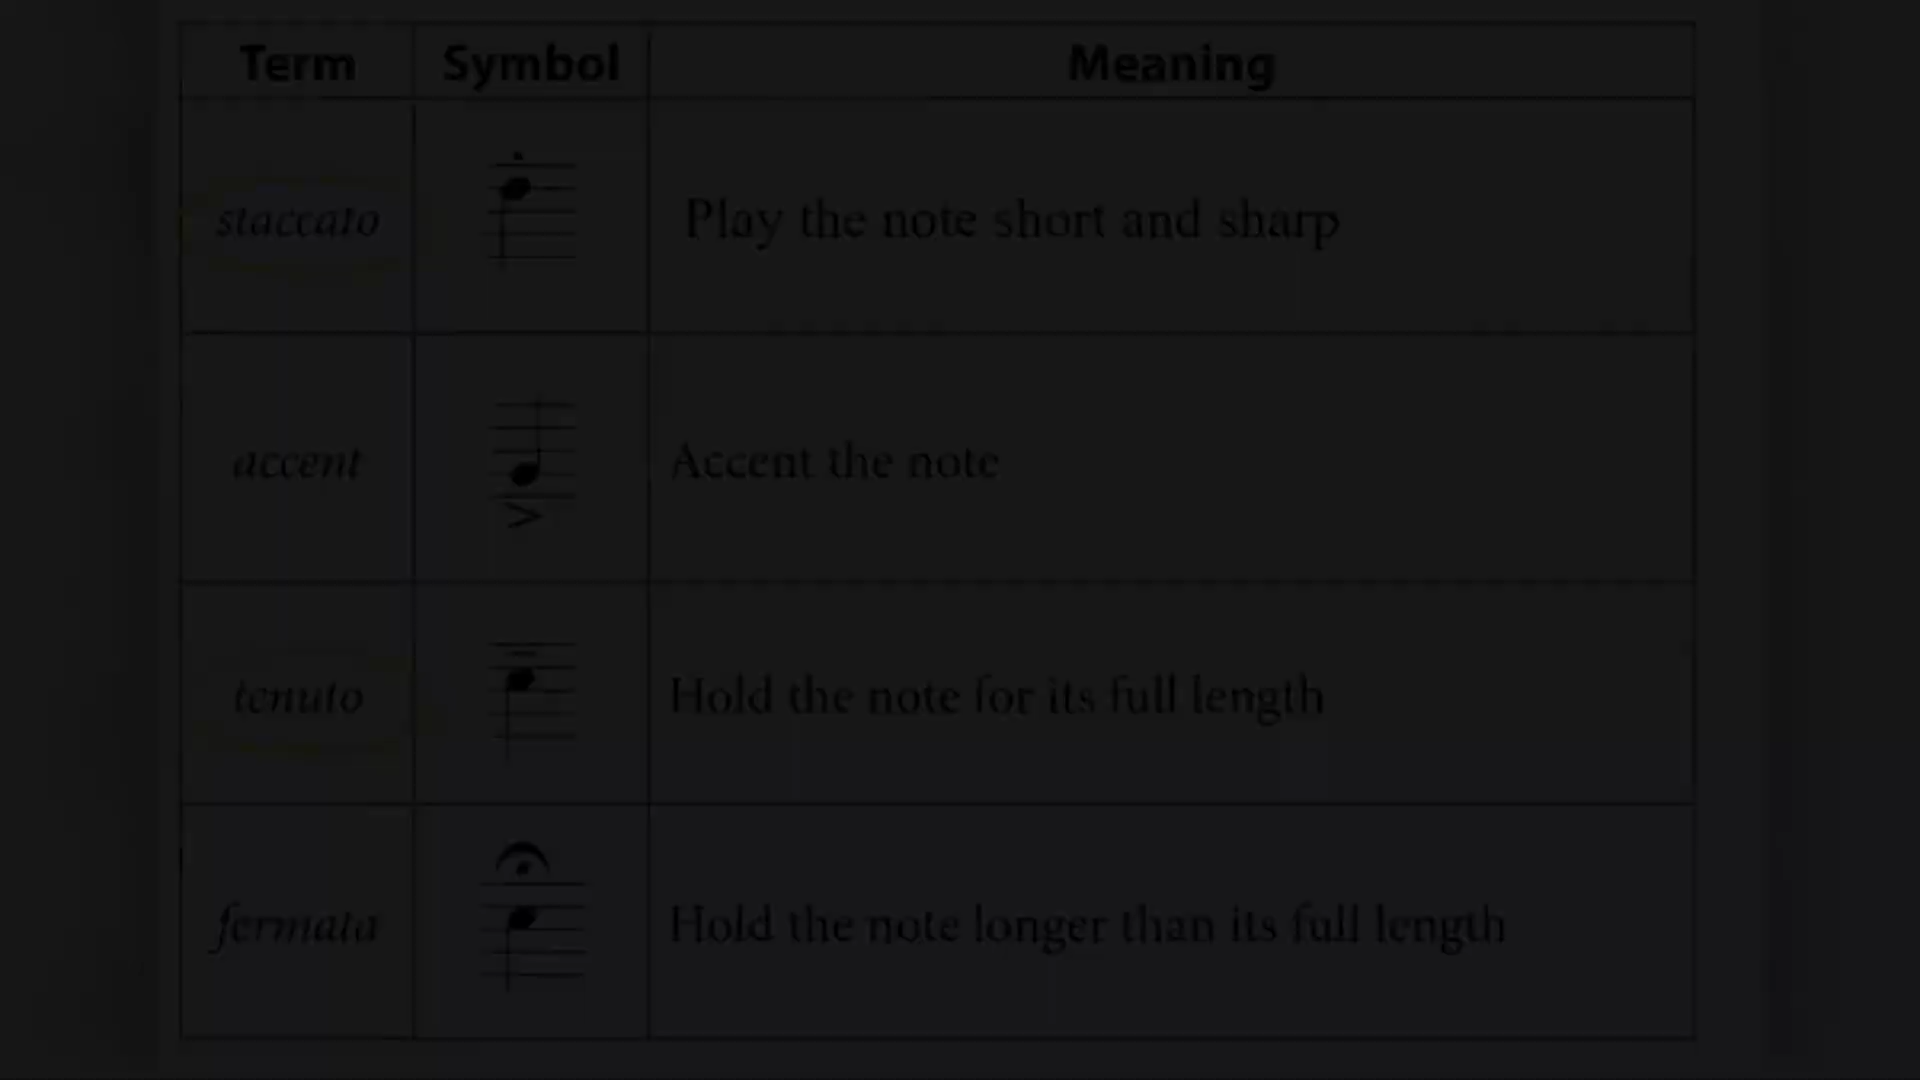 Term Symbol Meaning
staccato Play the note short and sharp
accent Accent the note
tenuto Hold the note for its full length
fermata Hold the note longer than its full length